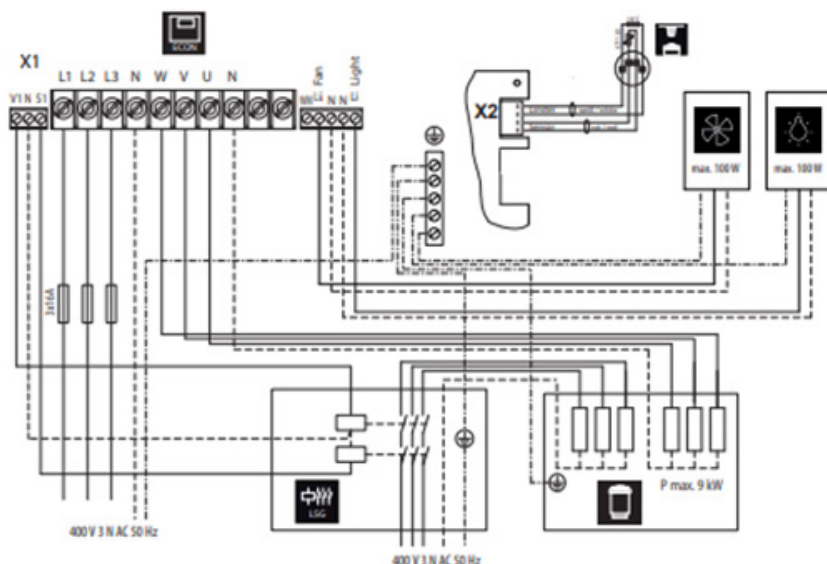 ECON
X1
L1 L2 L3 N W V U N
Fan
Light
V1 N S1
N N
X2
max. 100 W
max. 100 W
3x16A
P max. 9 kW
LSG
400 V 3 N AC 50 Hz
400 V 3 N AC 50 Hz